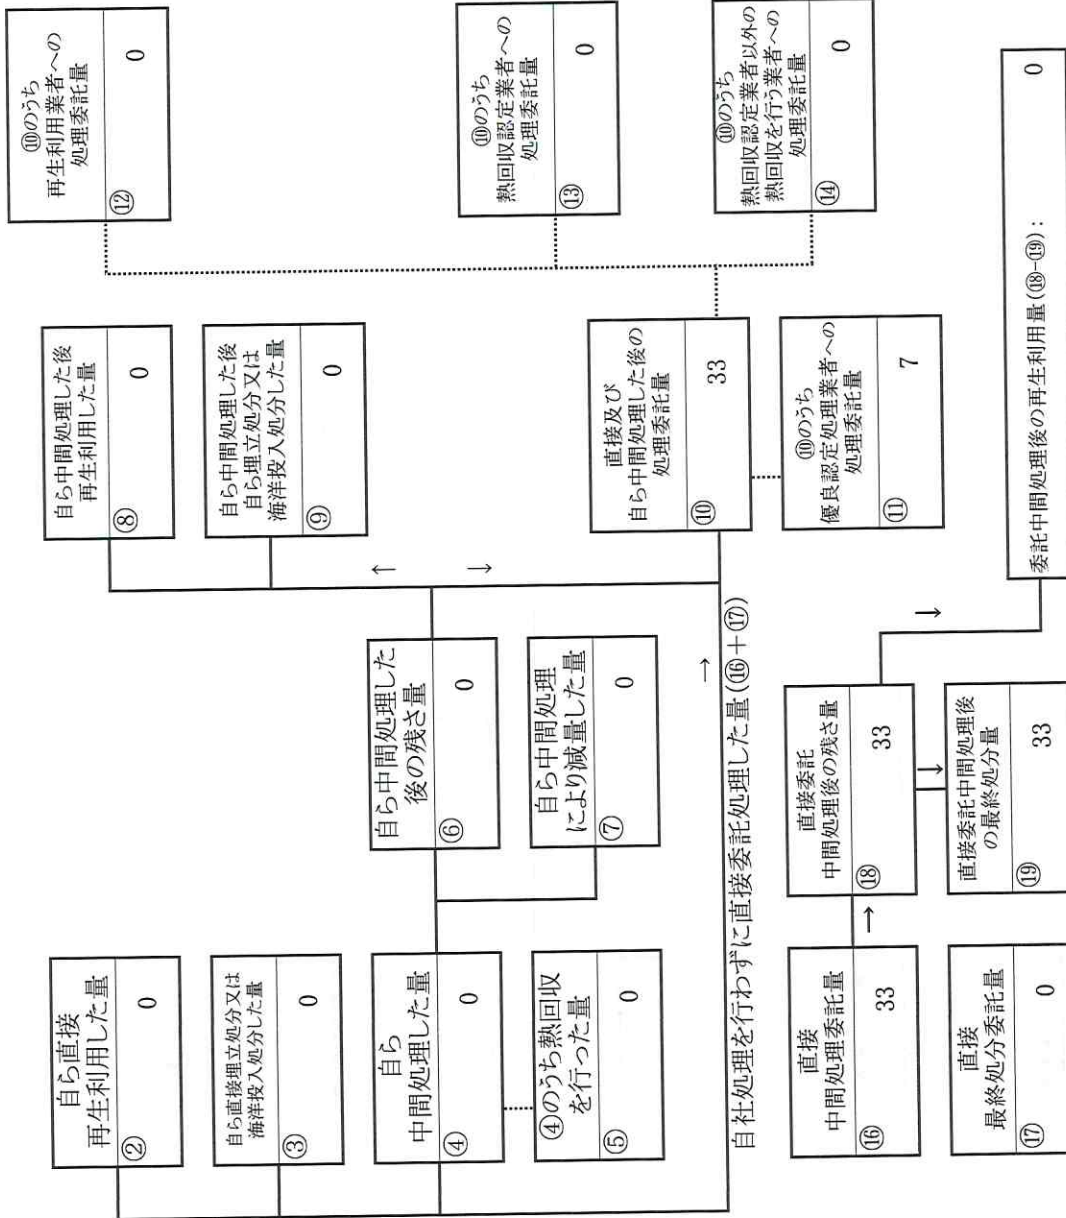 自ら直接
再生利用した量
②
0
自ら直接埋立処分又は
海洋投入処分した量
③
0
自ら
中間処理した量
④
0
④のうち熱回収
を行った量
⑤
0
自ら中間処理した
後の残さ量
⑥
0
自ら中間処理
により減量した量
⑦
0
自ら中間処理した後
再生利用した量
⑧
0
自ら中間処理した後
自ら埋立処分又は
海洋投入処分した量
⑨
0
↑
↓
直接及び
自ら中間処理した後の
処理委託量
⑩
33
⑩のうち
優良認定処理業者への
処理委託量
⑪
7
⑩のうち
再生利用業者への
処理委託量
⑫
0
⑩のうち
熱回収認定業者への
処理委託量
⑬
0
⑩のうち
熱回収認定業者以外の
熱回収を行う業者への
処理委託量
⑭
0
自社処理を行わずに直接委託処理した量(⑯+⑰)
→
直接
中間処理委託量
⑯
33
→
直接
最終処分委託量
⑰
0
直接委託
中間処理後の残さ量
⑱
33
↓
直接委託中間処理後
の最終処分量
⑲
33
↓
委託中間処理後の再生利用量(⑱-⑲):
0